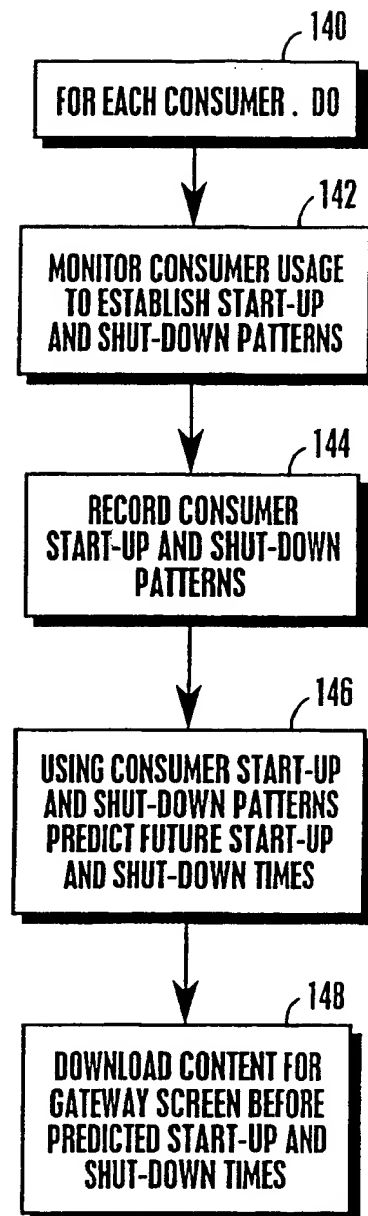 140
FOR EACH CONSUMER . DO
142
MONITOR CONSUMER USAGE
TO ESTABLISH START-UP
AND SHUT-DOWN PATTERNS
144
RECORD CONSUMER
START-UP AND SHUT-DOWN
PATTERNS
146
USING CONSUMER START-UP
AND SHUT-DOWN PATTERNS
PREDICT FUTURE START-UP
AND SHUT-DOWN TIMES
148
DOWNLOAD CONTENT FOR
GATEWAY SCREEN BEFORE
PREDICTED START-UP AND
SHUT-DOWN TIMES